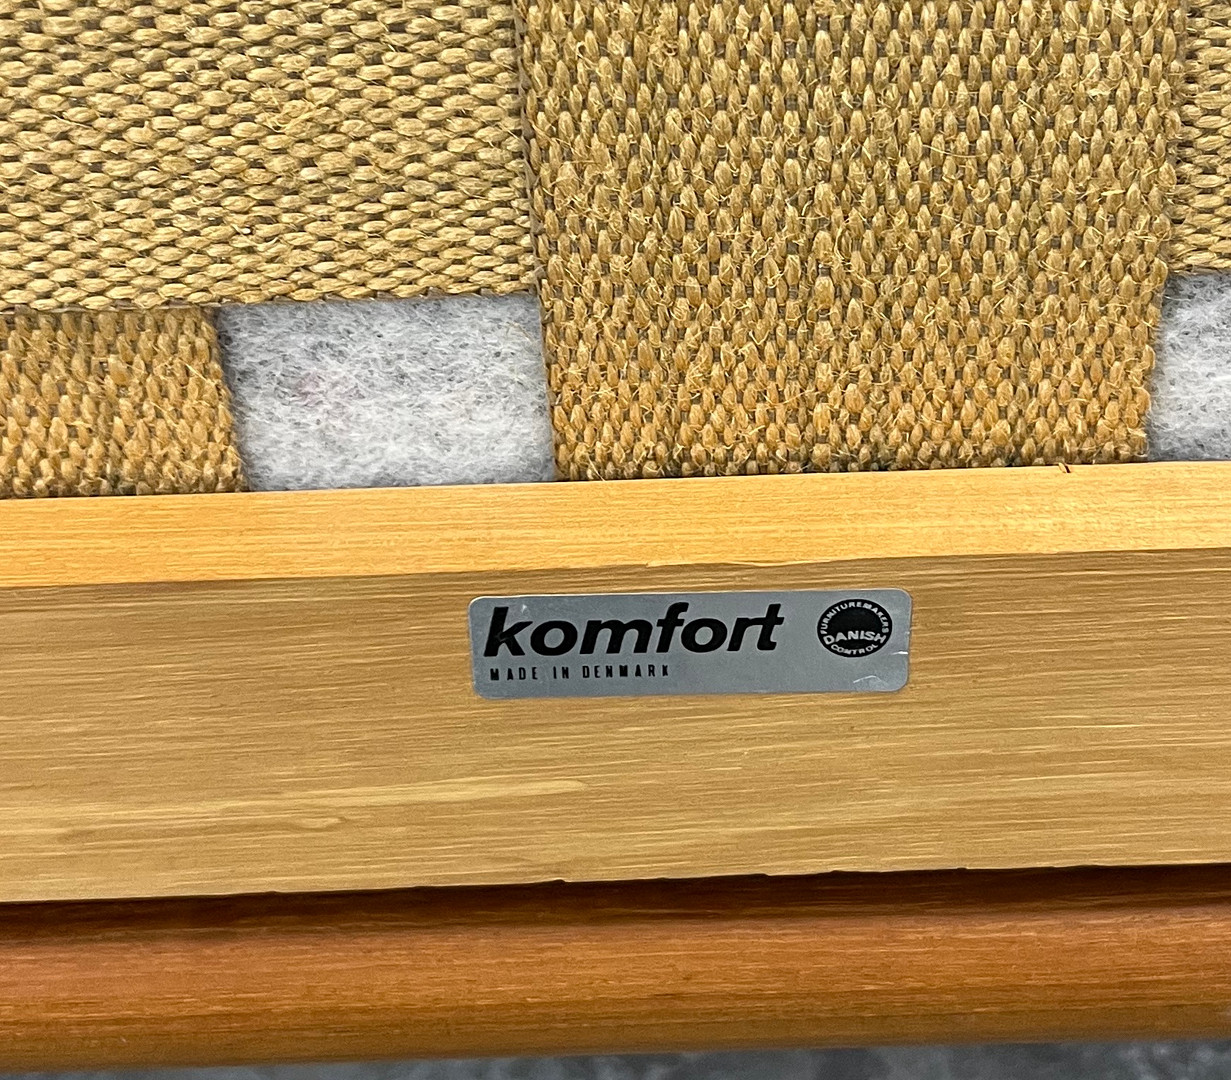 komfort
MADE IN DENMARK
FURNITUREMAKERS
DANISH
CONTROL